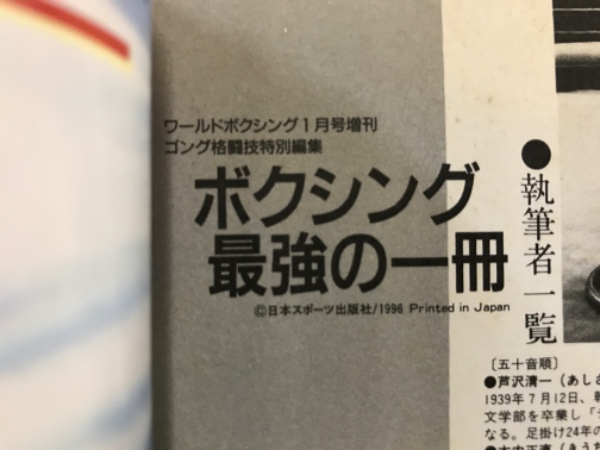 ワールドボクシング1月号増刊
ゴング格闘技特別編集
ボクシング
最強の一冊
©日本スポーツ出版社/1996 Printed in Japan
●執筆者一覧
〔五十音順〕
●芦沢清一（あしさ
1939年7月12日、
文学部を卒業し「
なる。足掛け24年の